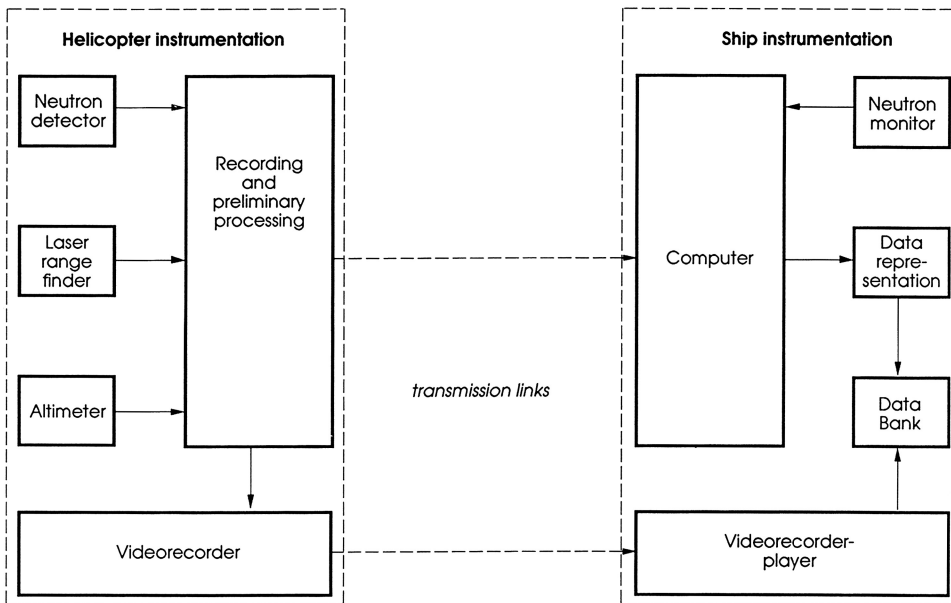 Helicopter instrumentation
Neutron
detector
Recording
and
preliminary
processing
Laser
range
finder
Altimeter
Videorecorder
transmission links
Ship instrumentation
Computer
Neutron
monitor
Data
repre-
sentation
Data
Bank
Videorecorder-
player